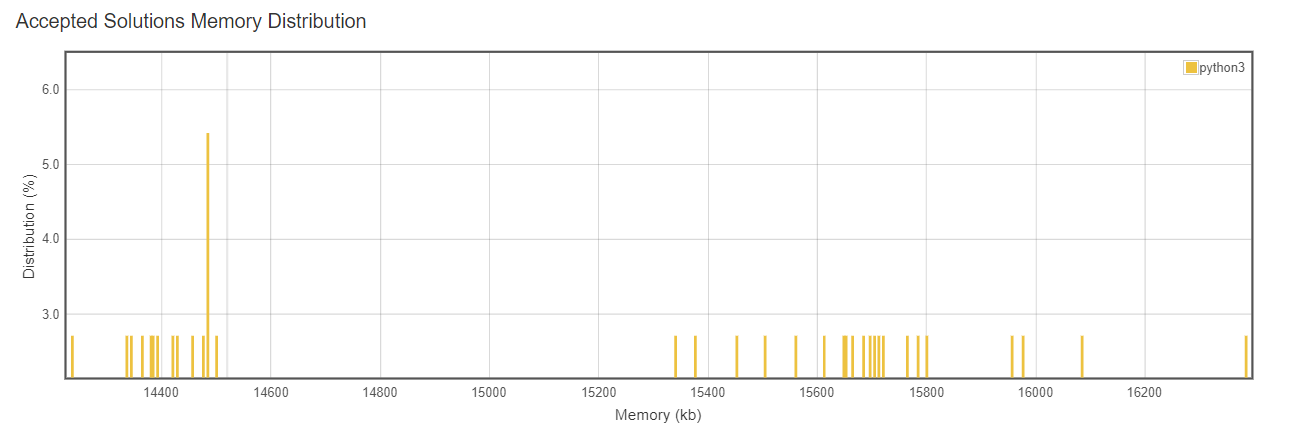 Accepted Solutions Memory Distribution
python3
6.0
5.0
4.0
3.0
Distribution (%)
14400 14600 14800 15000 15200 15400 15600 15800 16000 16200
Memory (kb)